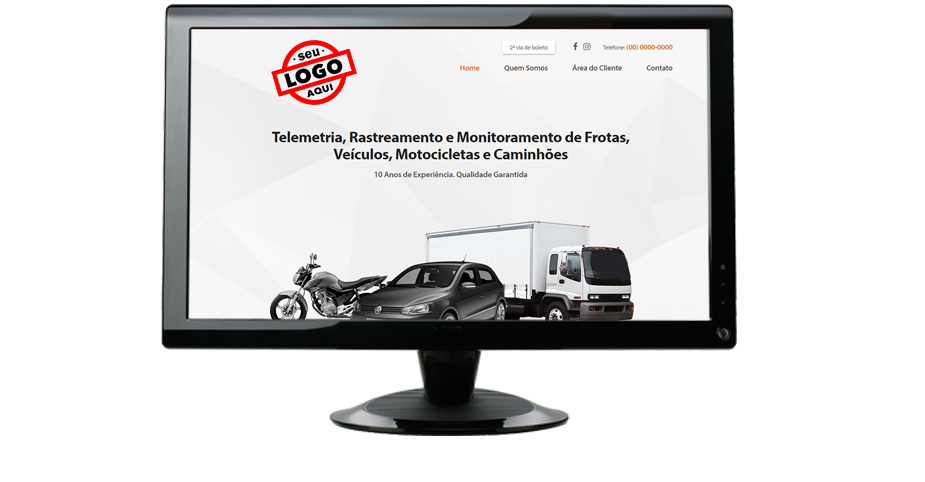 seu
LOGO
AQUI
2ª via de boleto
Telefone: (00) 0000-0000
Home
Quem Somos
Área do Cliente
Contato
Telemetria, Rastreamento e Monitoramento de Frotas,
Veículos, Motocicletas e Caminhões
10 Anos de Experiência. Qualidade Garantida